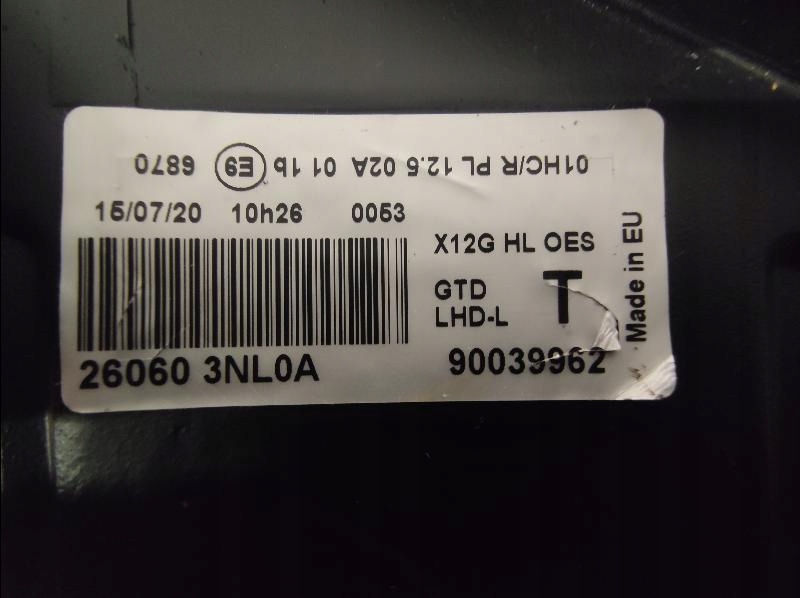 01HC/R PL 12.5 02A 01 1b E9 6870
15/07/20 10h26 0053
X12G HL OES
GTD T
LHD-L
26060 3NL0A 90039962
Made in EU